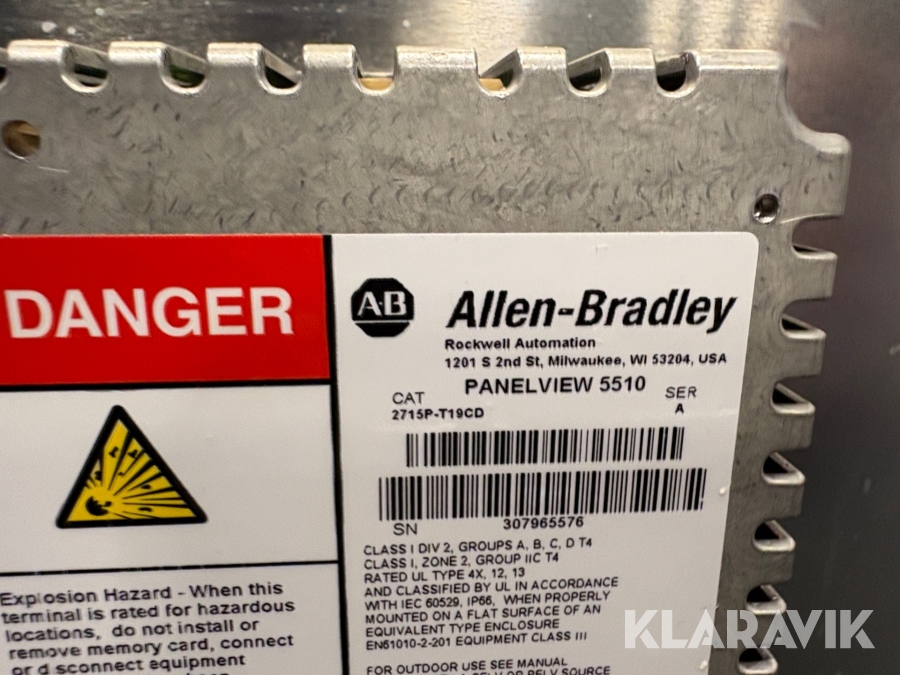 DANGER
Explosion Hazard - When this
terminal is rated for hazardous
locations, do not install or
remove memory card, connect
or disconnect equipment
A·B
Allen-Bradley
Rockwell Automation
1201 S 2nd St, Milwaukee, WI 53204, USA
PANELVIEW 5510
CAT
SER
2715P-T19CD
A
SN
307965576
CLASS I DIV 2, GROUPS A, B, C, D T4
CLASS I, ZONE 2, GROUP IIC T4
RATED UL TYPE 4X, 12, 13
AND CLASSIFIED BY UL IN ACCORDANCE
WITH IEC 60529, IP66, WHEN PROPERLY
MOUNTED ON A FLAT SURFACE OF AN
EQUIVALENT TYPE ENCLOSURE
EN61010-2-201 EQUIPMENT CLASS III
FOR OUTDOOR USE SEE MANUAL
KLARAVIK